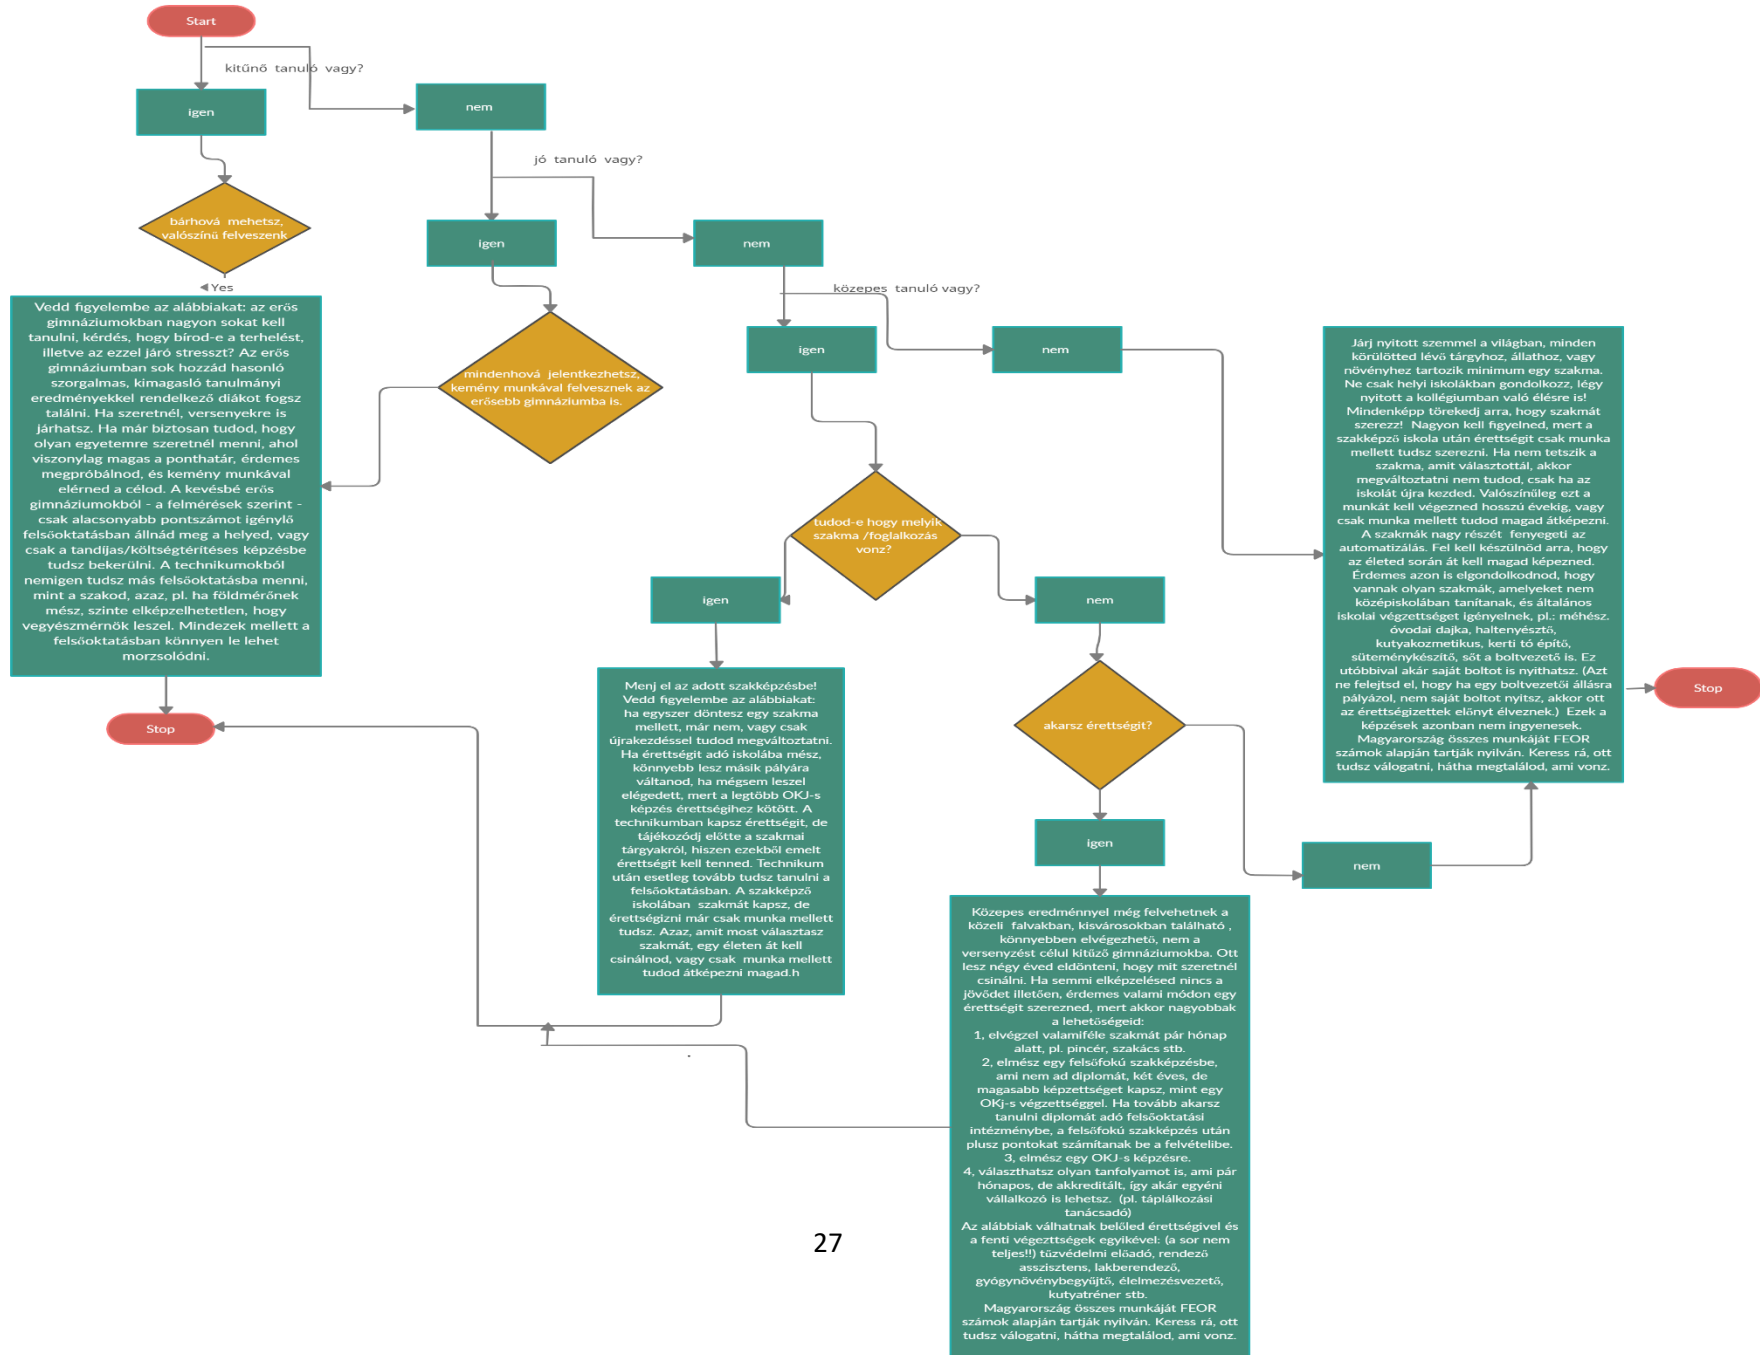 Start
kitűnő tanuló vagy?
igen
nem
bárhová mehetsz,
valószínű felveszenk
Yes
Vedd figyelembe az alábbiakat: az erős
gimnáziumokban nagyon sokat kell
tanulni, kérdés, hogy bírod-e a terhelést,
illetve az ezzel járó stresszt? Az erős
gimnáziumban sok hozzád hasonló
szorgalmas, kimagasló tanulmányi
eredményekkel rendelkező diákot fogsz
találni. Ha szeretnél, versenyekre is
járhatsz. Ha már biztosan tudod, hogy
olyan egyetemre szeretnél menni, ahol
viszonylag magas a ponthatár, érdemes
megpróbálnod, és kemény munkával
elérned a célod. A kevésbé erős
gimnáziumokból - a felmérések szerint -
csak alacsonyabb pontszámot igénylő
felsőoktatásban állnád meg a helyed, vagy
csak a tandíjas/költségtérítéses képzésbe
tudsz bekerülni. A technikumokból
nemigen tudsz más felsőoktatásba menni,
mint a szakod, azaz, pl. ha földmérőnek
mész, szinte elképzelhetetlen, hogy
vegyészmérnök leszel. Mindezek mellett a
felsőoktatásban könnyen le lehet
morzsolódni.
Stop
jó tanuló vagy?
igen
nem
mindenhová jelentkezhetsz,
kemény munkával felvesznek az
erősebb gimnáziumba is.
közepes tanuló vagy?
igen
nem
tudod-e hogy melyik
szakma /foglalkozás
vonz?
igen
nem
Menj el az adott szakképzésbe!
Vedd figyelembe az alábbiakat:
ha egyszer döntesz egy szakma
mellett, már nem, vagy csak
újrakezdéssel tudod megváltoztatni.
Ha érettségit adó iskolába mész,
könnyebb lesz másik pályára
váltanod, ha mégsem leszel
elégedett, mert a legtöbb OKJ-s
képzés érettségihez kötött. A
technikumban kapsz érettségit, de
tájékozódj előtte a szakmai
tárgyakról, hiszen ezekből emelt
érettségit kell tenned. Technikum
után esetleg tovább tudsz tanulni a
felsőoktatásban. A szakképző
iskolában szakmát kapsz, de
érettségizni már csak munka mellett
tudsz. Azaz, amit most választasz
szakmát, egy életen át kell
csinálnod, vagy csak munka mellett
tudod átképezni magad.h
.
akarsz érettségit?
igen
nem
Közepes eredménnyel még felvehetnek a
közeli falvakban, kisvárosokban található ,
könnyebben elvégezhető, nem a
versenyzést célul kitűző gimnáziumokba. Ott
lesz négy éved eldönteni, hogy mit szeretnél
csinálni. Ha semmi elképzelésed nincs a
jövődet illetően, érdemes valami módon egy
érettségit szerezned, mert akkor nagyobbak
a lehetőségeid:
1, elvégzel valamiféle szakmát pár hónap
alatt, pl. pincér, szakács stb.
2, elmész egy felsőfokú szakképzésbe,
ami nem ad diplomát, két éves, de
magasabb képzettséget kapsz, mint egy
OKj-s végzettséggel. Ha tovább akarsz
tanulni diplomát adó felsőoktatási
intézménybe, a felsőfokú szakképzés után
plusz pontokat számítanak be a felvételibe.
3, elmész egy OKJ-s képzésre.
4, választhatsz olyan tanfolyamot is, ami pár
hónapos, de akkreditált, így akár egyéni
vállalkozó is lehetsz. (pl. táplálkozási
tanácsadó)
Az alábbiak válhatnak belőled érettségivel és
a fenti végezttségek egyikével: (a sor nem
teljes!!) tűzvédelmi előadó, rendező
asszisztens, lakberendező,
gyógynövénybegyűjtő, élelmezésvezető,
kutyatréner stb.
Magyarország összes munkáját FEOR
számok alapján tartják nyilván. Keress rá, ott
tudsz válogatni, hátha megtalálod, ami vonz.
Járj nyitott szemmel a világban, minden
körülötted lévő tárgyhoz, állathoz, vagy
növényhez tartozik minimum egy szakma.
Ne csak helyi iskolákban gondolkozz, légy
nyitott a kollégiumban való élésre is!
Mindenképp törekedj arra, hogy szakmát
szerezz! Nagyon kell figyelned, mert a
szakképző iskola után érettségit csak munka
mellett tudsz szerezni. Ha nem tetszik a
szakma, amit választottál, akkor
megváltoztatni nem tudod, csak ha az
iskolát újra kezded. Valószínűleg ezt a
munkát kell végezned hosszú évekig, vagy
csak munka mellett tudod magad átképezni.
A szakmák nagy részét fenyegeti az
automatizálás. Fel kell készülnöd arra, hogy
az életed során át kell magad képezned.
Érdemes azon is elgondolkodnod, hogy
vannak olyan szakmák, amelyeket nem
középiskolában tanítanak, és általános
iskolai végzettséget igényelnek, pl.: méhész.
óvodai dajka, haltenyésztő,
kutyakozmetikus, kerti tó építő,
süteménykészítő, sőt a boltvezető is. Ez
utóbbival akár saját boltot is nyithatsz. (Azt
ne felejtsd el, hogy ha egy boltvezetői állásra
pályázol, nem saját boltot nyitsz, akkor ott
az érettségizettek előnyt élveznek.) Ezek a
képzések azonban nem ingyenesek.
Magyarország összes munkáját FEOR
számok alapján tartják nyilván. Keress rá, ott
tudsz válogatni, hátha megtalálod, ami vonz.
Stop
27